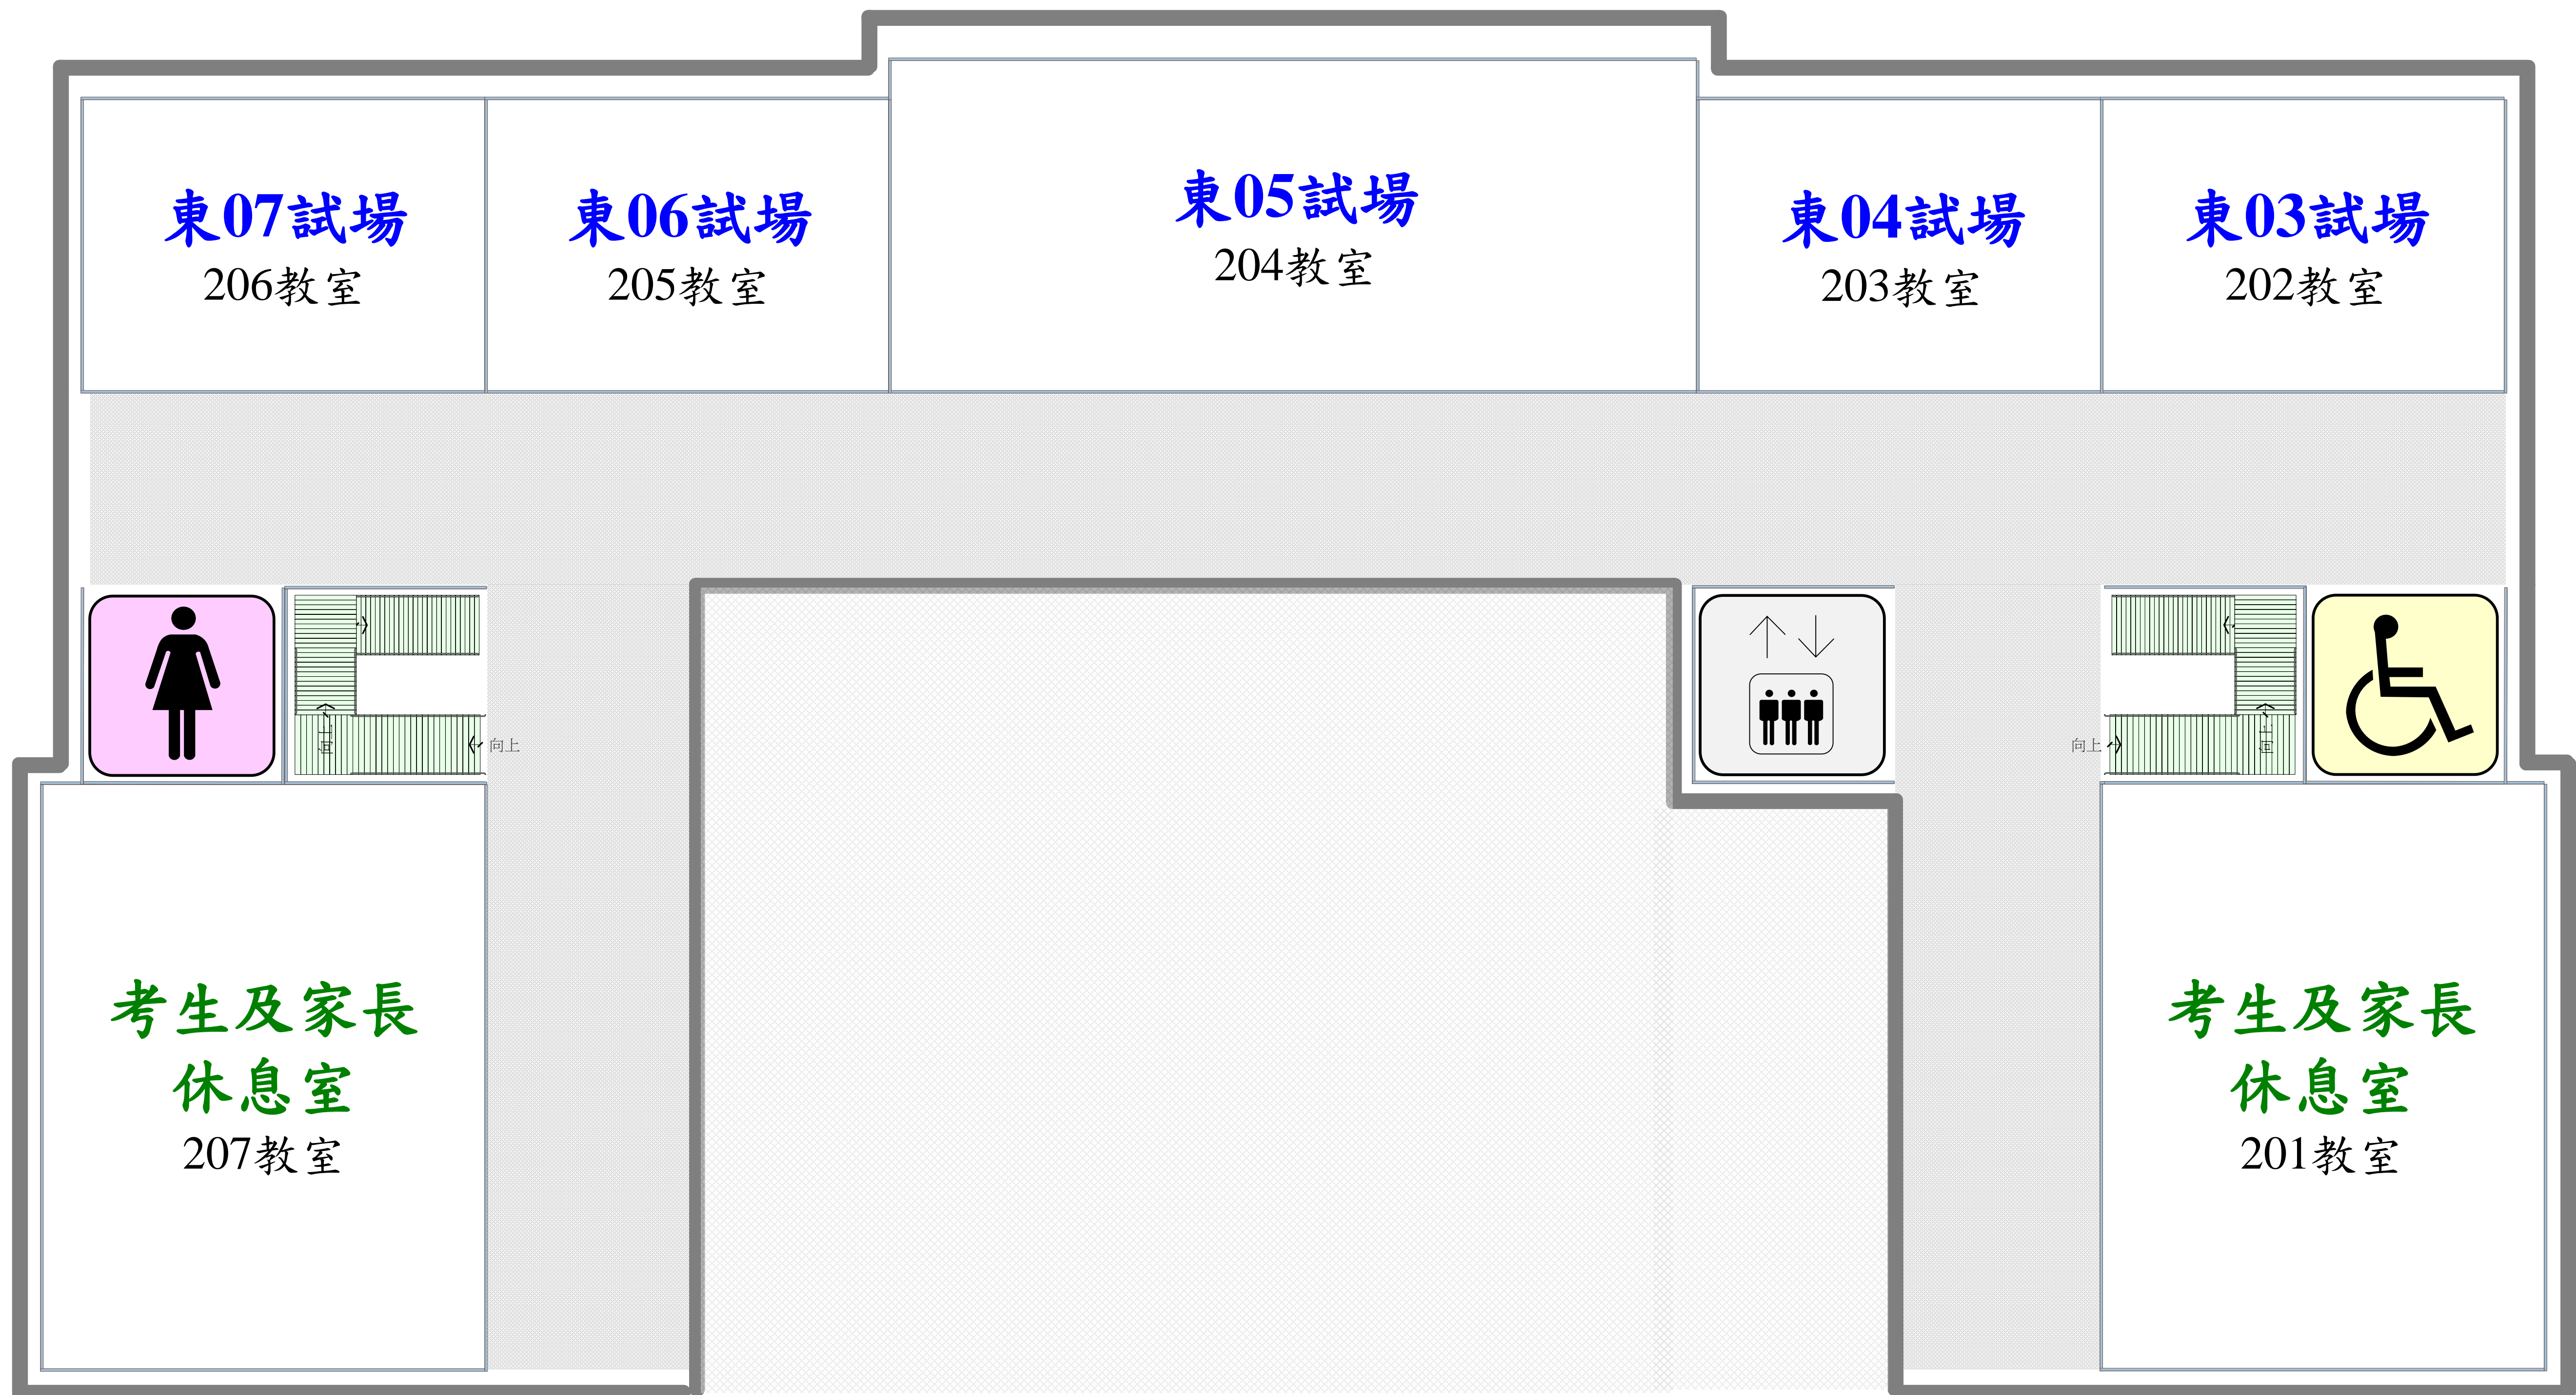 東07試場
206教室
東06試場
205教室
東05試場
204教室
東04試場
203教室
東03試場
202教室
向上
向上
向上
向上
考生及家長
休息室
207教室
考生及家長
休息室
201教室